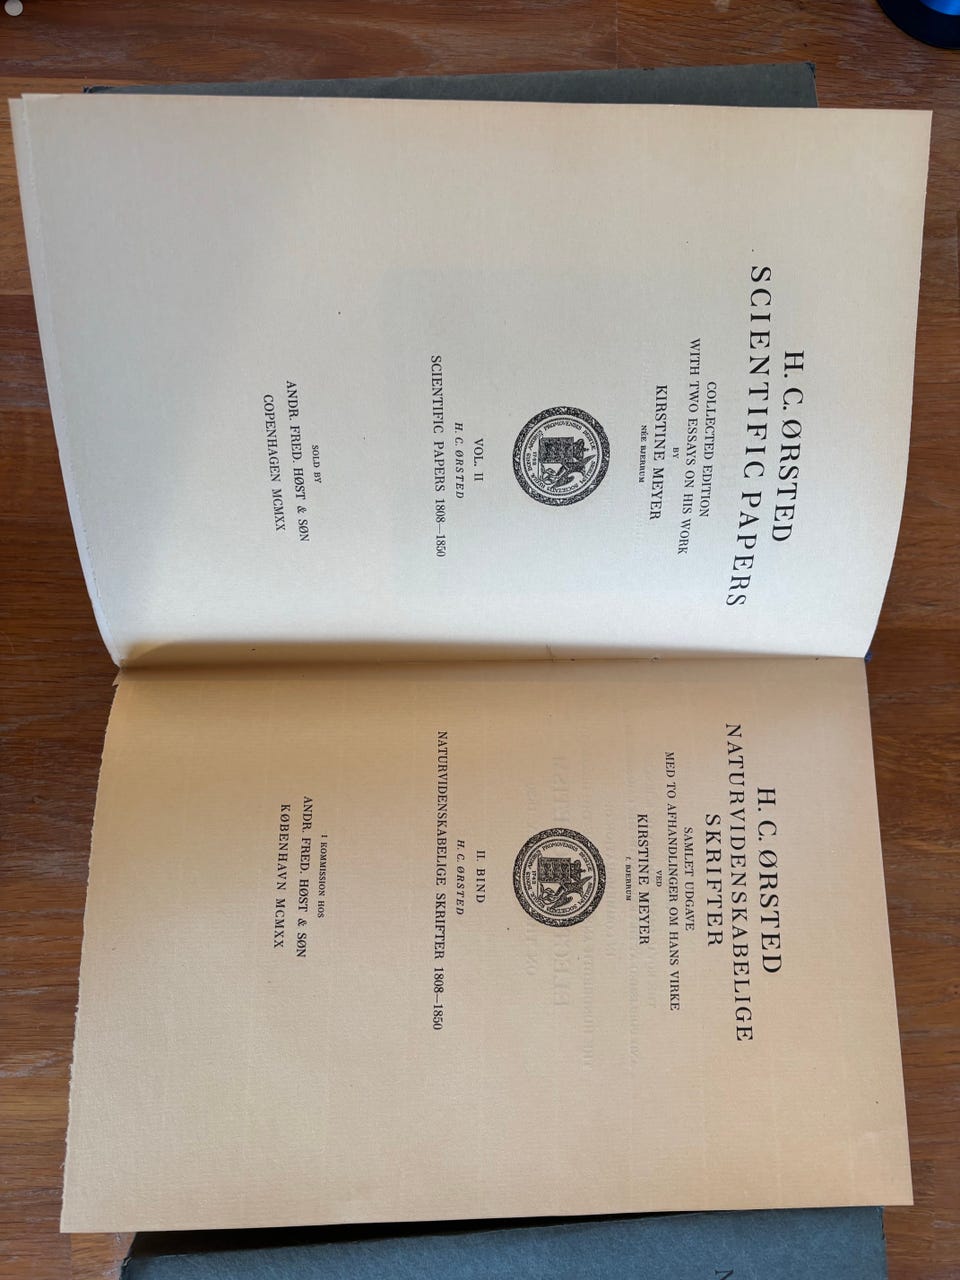 H. C. ØRSTED
SCIENTIFIC PAPERS
COLLECTED EDITION
WITH TWO ESSAYS ON HIS WORK
BY
KIRSTINE MEYER
NÉE BJERRUM
VOL. II
H. C. ØRSTED
SCIENTIFIC PAPERS 1808—1850
SOLD BY
ANDR. FRED. HØST & SØN
COPENHAGEN MCMXX
H. C. ØRSTED
NATURVIDENSKABELIGE
SKRIFTER
SAMLET UDGAVE
MED TO AFHANDLINGER OM HANS VIRKE
VED
KIRSTINE MEYER
f. BJERRUM
II. BIND
H. C. ØRSTED
NATURVIDENSKABELIGE SKRIFTER 1808—1850
I KOMMISSION HOS
ANDR. FRED. HØST & SØN
KØBENHAVN MCMXX